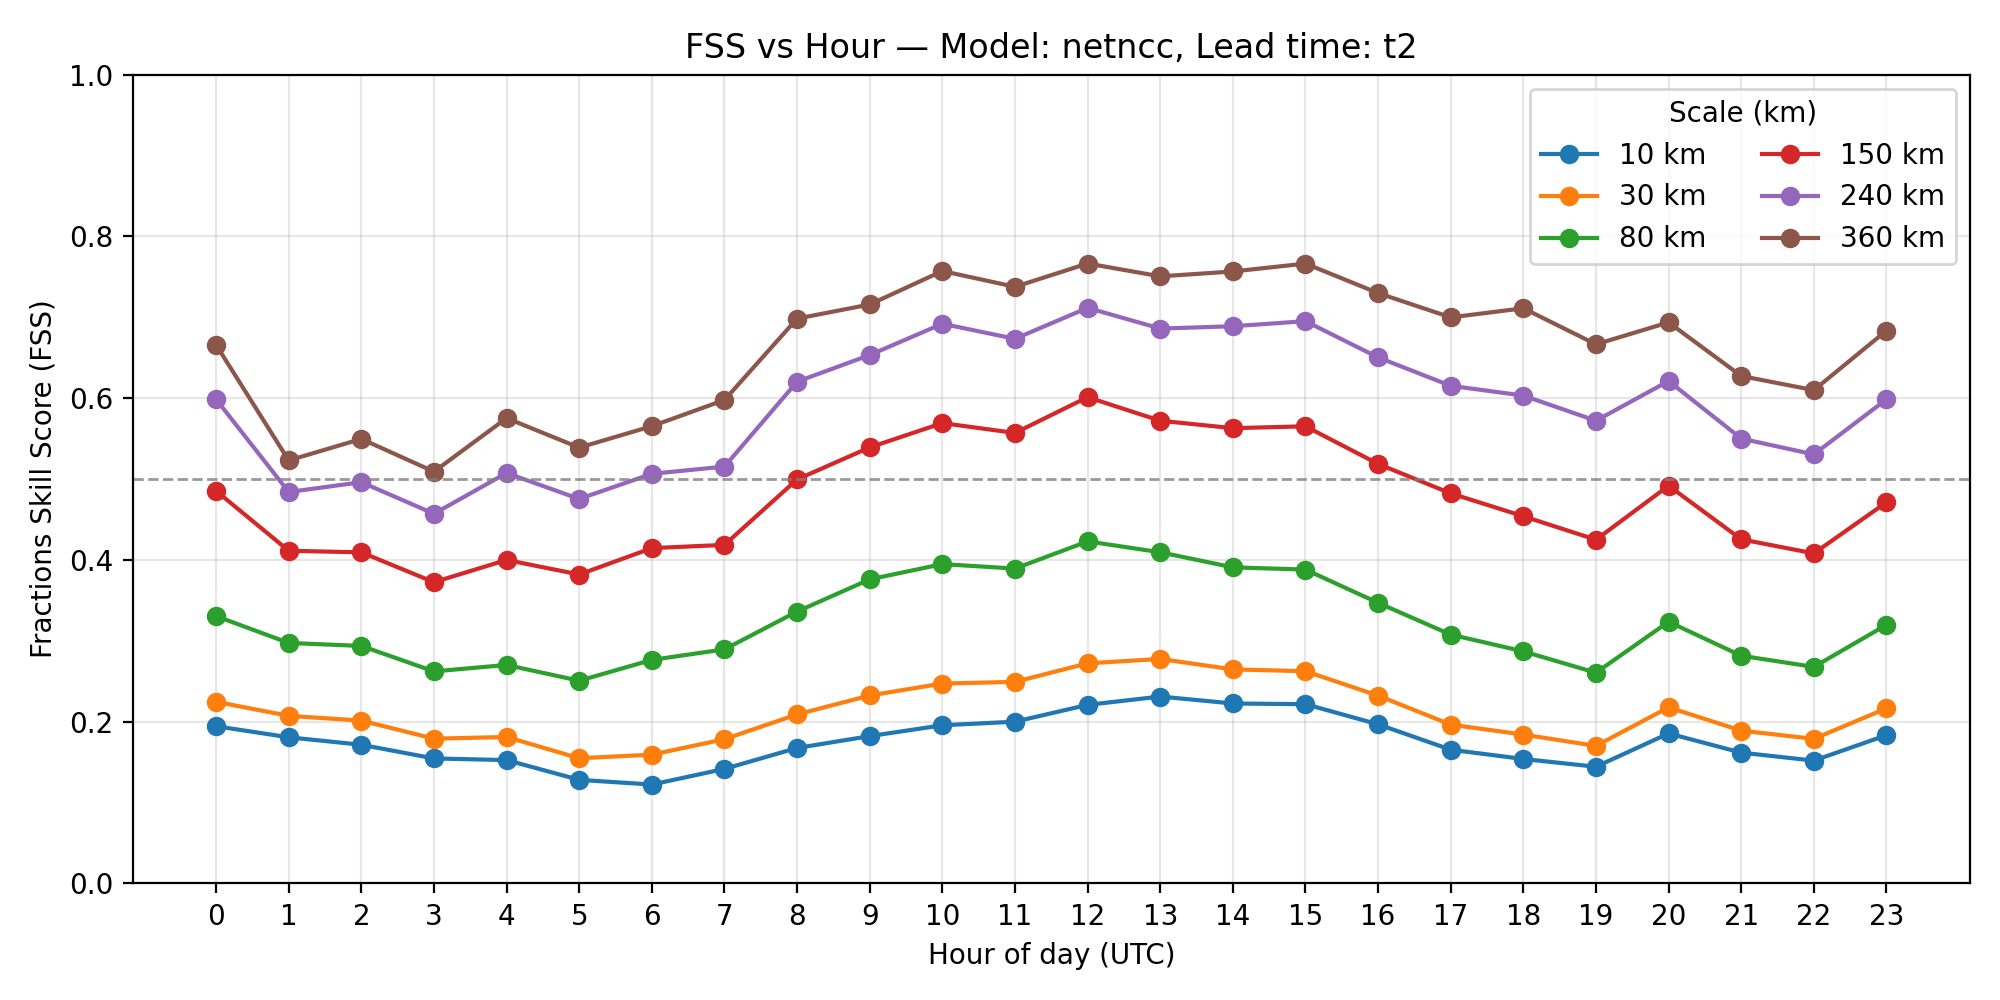 FSS vs Hour — Model: netncc, Lead time: t2
Fractions Skill Score (FSS)
1.0
0.8
0.6
0.4
0.2
0.0
Scale (km)
10 km
30 km
80 km
150 km
240 km
360 km
0 1 2 3 4 5 6 7 8 9 10 11 12 13 14 15 16 17 18 19 20 21 22 23
Hour of day (UTC)